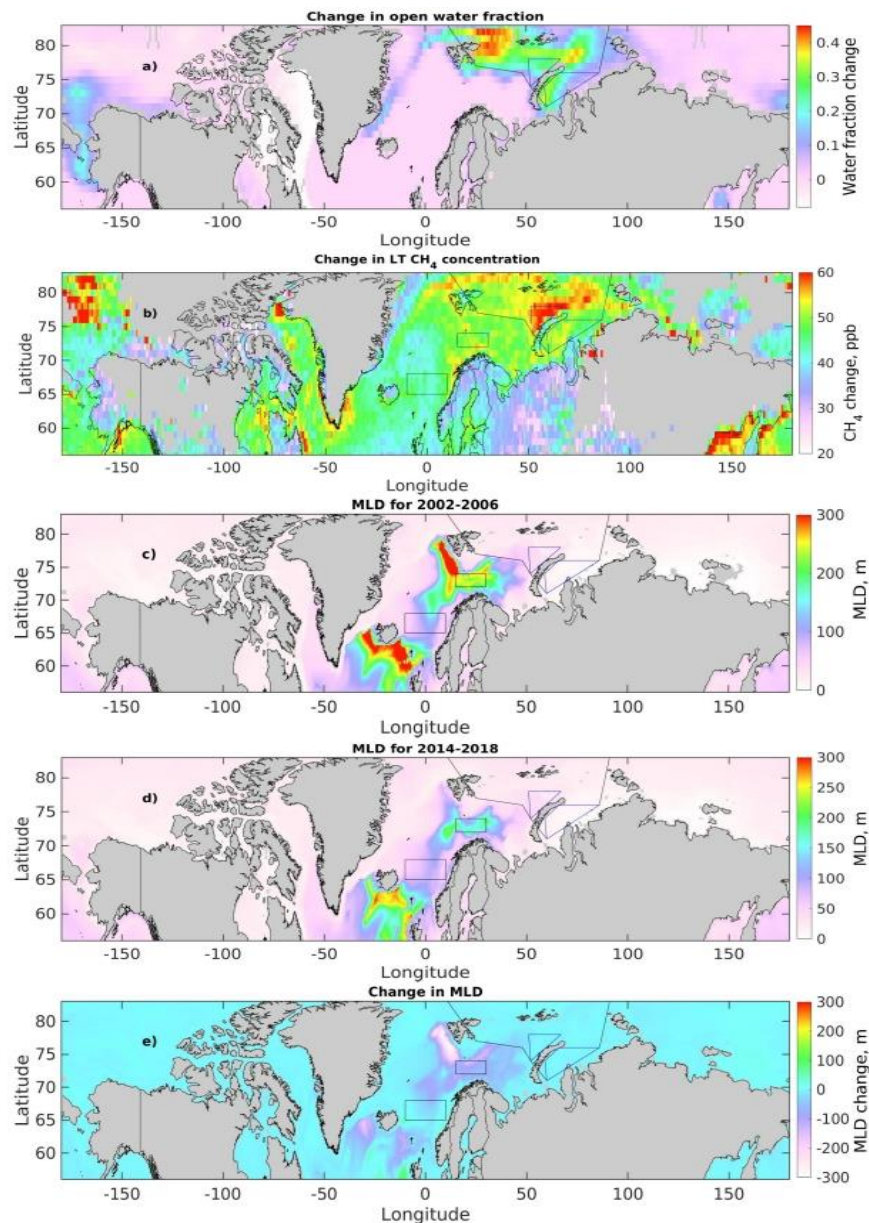 Change in open water fraction
a)
80
75
70
65
60
Latitude
-150 -100 -50 0 50 100 150
Longitude
0.4
0.3
0.2
0.1
0
Water fraction change
Change in LT CH₄ concentration
b)
80
75
70
65
60
Latitude
-150 -100 -50 0 50 100 150
Longitude
60
50
40
30
20
CH₄ change, ppb
MLD for 2002-2006
c)
80
75
70
65
60
Latitude
-150 -100 -50 0 50 100 150
Longitude
300
200
100
0
MLD, m
MLD for 2014-2018
d)
80
75
70
65
60
Latitude
-150 -100 -50 0 50 100 150
Longitude
300
250
200
150
100
50
0
MLD, m
Change in MLD
e)
80
75
70
65
60
Latitude
-150 -100 -50 0 50 100 150
Longitude
300
200
100
0
-100
-200
-300
MLD change, m